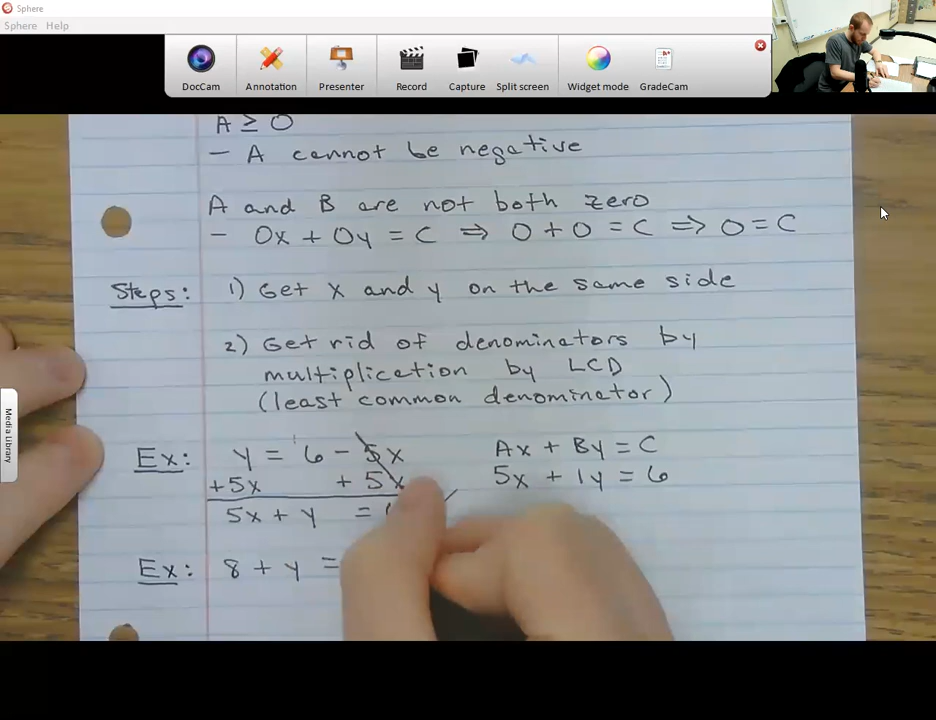 Sphere
Sphere Help
DocCam Annotation Presenter Record Capture Split screen Widget mode GradeCam
Media Library
A ≥ 0
- A cannot be negative
A and B are not both zero
- 0x + 0y = C ⇒ 0 + 0 = C ⇒ 0 = C
Steps: 1) Get x and y on the same side
2) Get rid of denominators by
multiplication by LCD
(least common denominator)
Ex: y = 6 - 5x Ax + By = C
+5x + 5x 5x + 1y = 6
5x + y =
Ex: 8 + y =